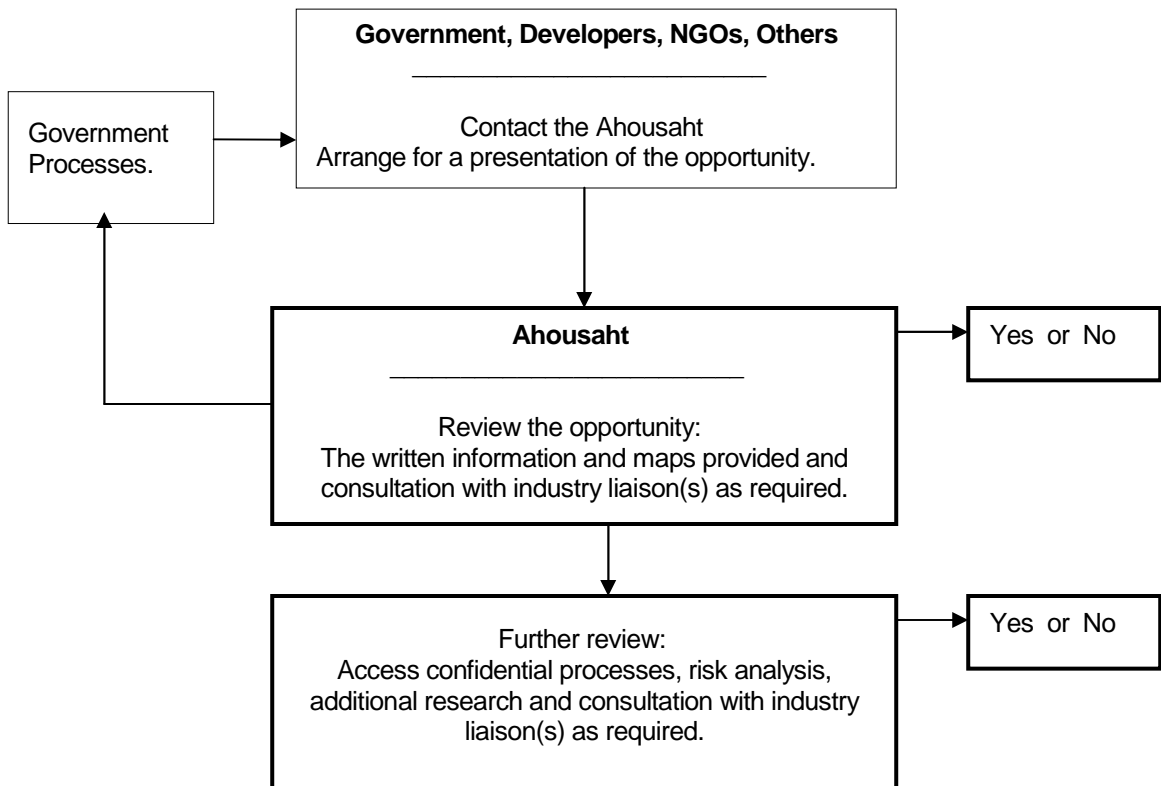 Government, Developers, NGOs, Others
Contact the Ahousaht
Arrange for a presentation of the opportunity.
Government
Processes.
Ahousaht
Review the opportunity:
The written information and maps provided and
consultation with industry liaison(s) as required.
Yes or No
Further review:
Access confidential processes, risk analysis,
additional research and consultation with industry
liaison(s) as required.
Yes or No